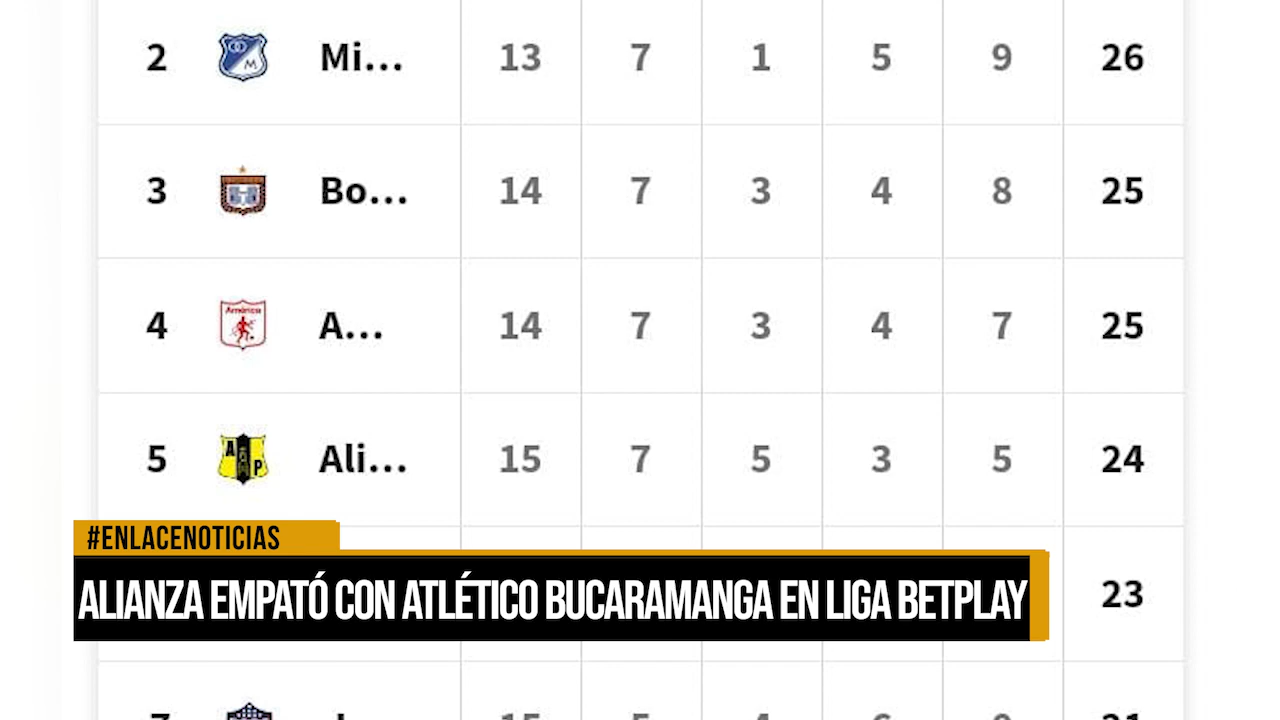 2 Mi... 13 7 1 5 9 26
3 Bo... 14 7 3 4 8 25
4 América A... 14 7 3 4 7 25
5 AP Ali... 15 7 5 3 5 24
#ENLACENOTICIAS
ALIANZA EMPATÓ CON ATLÉTICO BUCARAMANGA EN LIGA BETPLAY
23